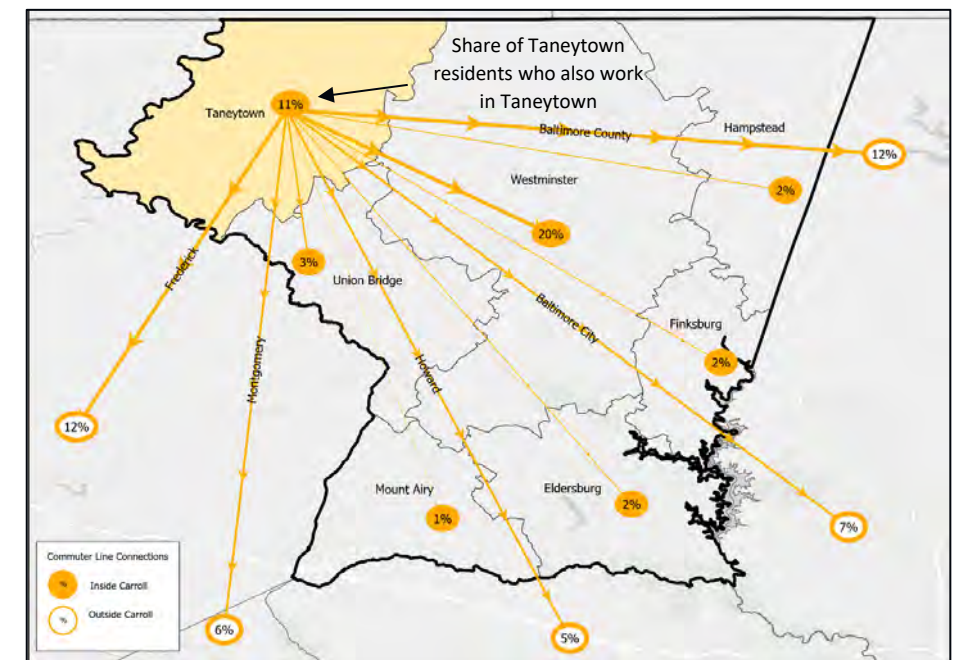 Share of Taneytown
residents who also work
in Taneytown
11%
Taneytown
Baltimore County
Hampstead
12%
Westminster
2%
20%
3%
Union Bridge
Frederick
Baltimore City
Finksburg
2%
Montgomery
Howard
12%
Mount Airy
1%
Eldersburg
2%
7%
Commuter Line Connections
% Inside Carroll
% Outside Carroll
6%
5%